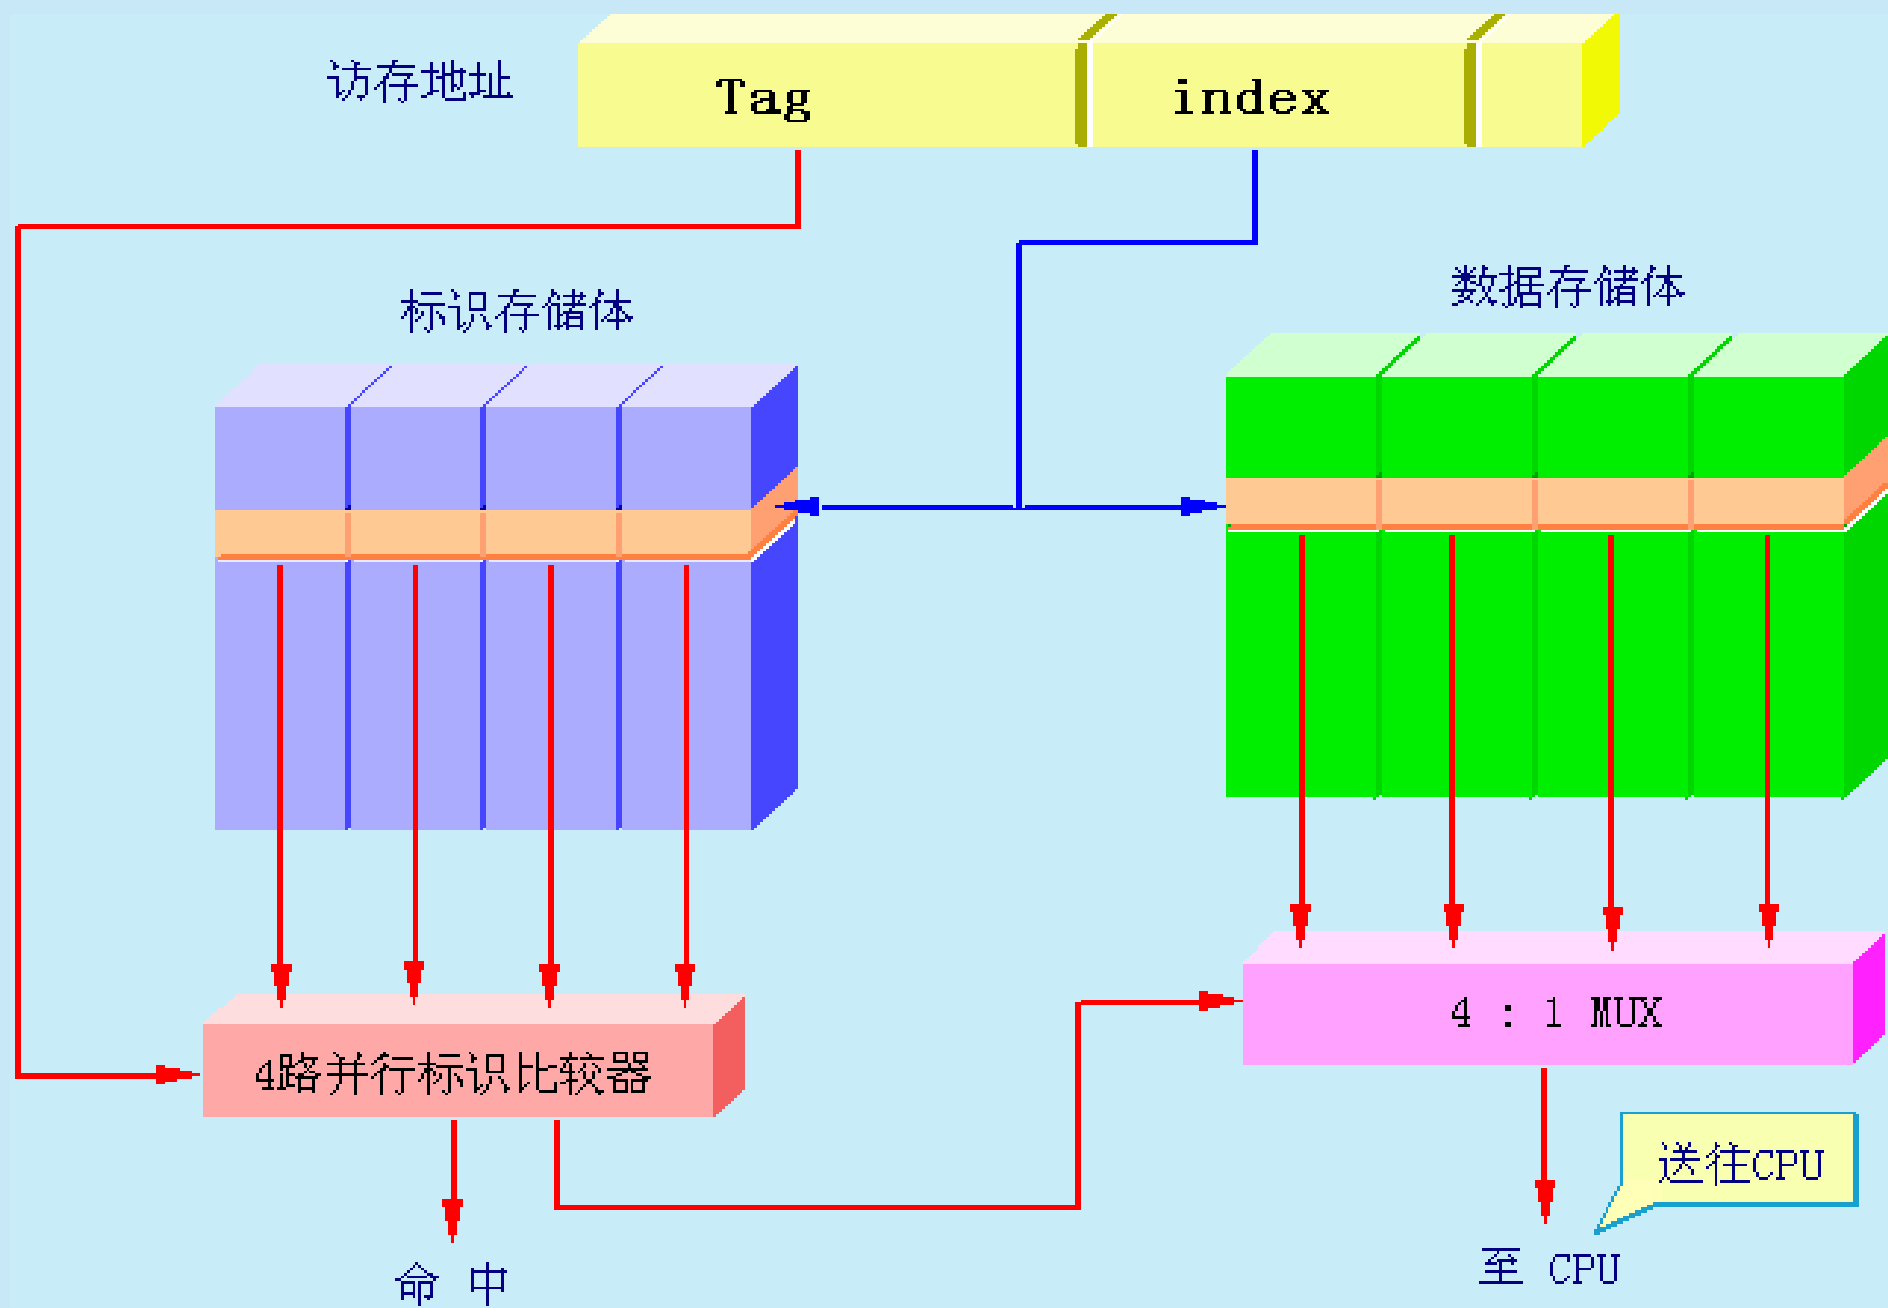 访存地址
Tag
index
标识存储体
数据存储体
4路并行标识比较器
4 : 1 MUX
送往CPU
命 中
至 CPU